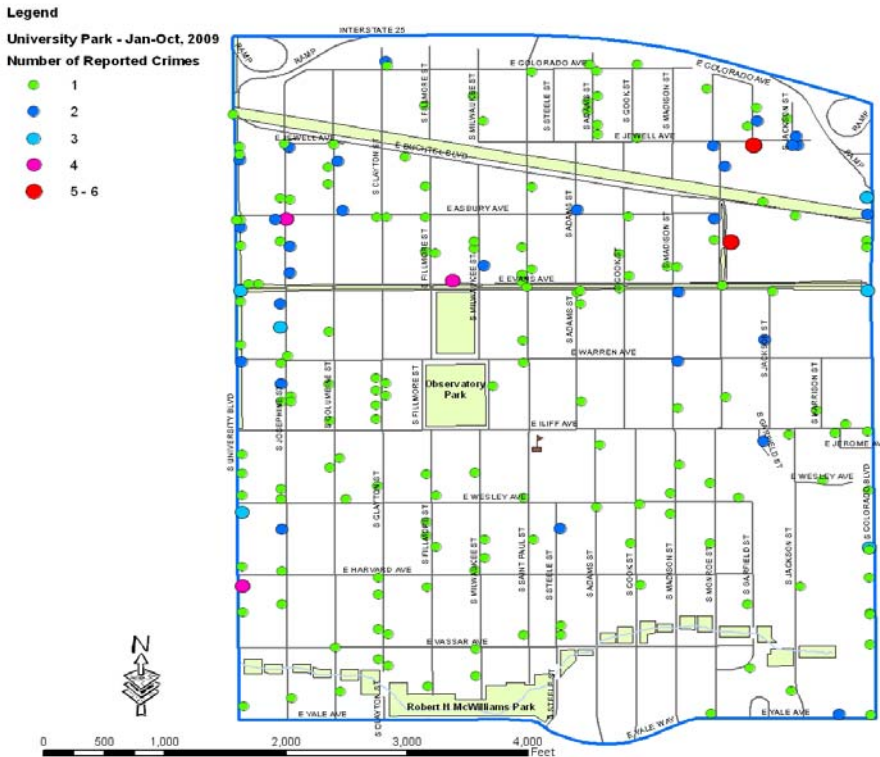 Legend
University Park - Jan-Oct, 2009
Number of Reported Crimes
1
2
3
4
5 - 6
INTERSTATE 25
RAMP
RAMP
E COLORADO AVE
E COLORADO AVE
S FILLMORE ST
S MILWAUKEE ST
S STEELE ST
S ADAMS ST
S COOK ST
S MADISON ST
S JACKSON ST
RAMP
RAMP
E JEWELL AVE
E JEWELL AVE
E BUCHTEL BLVD
S CLAYTON ST
E ASBURY AVE
S FILLMORE ST
S MILWAUKEE ST
S ADAMS ST
S COOK ST
S MADISON ST
E EVANS AVE
S ADAMS ST
S JACKSON ST
E WARREN AVE
S UNIVERSITY BLVD
S JOSEPHINE ST
S COLUMBINE ST
S FILLMORE ST
Observatory
Park
S HARRISON ST
E ILIFF AVE
S GARFIELD ST
E JEROME AVE
S CLAYTON ST
E WESLEY AVE
E WESLEY AVE
S COLORADO BLVD
S FILLMORE ST
S MILWAUKEE ST
S SAINT PAUL ST
S STEELE ST
S ADAMS ST
S COOK ST
S MADISON ST
S MONROE ST
S GARFIELD ST
S JACKSON ST
E HARVARD AVE
E VASSAR AVE
N
S CLAYTON ST
Robert H McWilliams Park
S STEELE ST
E YALE AVE
E YALE WAY
E YALE AVE
0 500 1,000 2,000 3,000 4,000
Feet